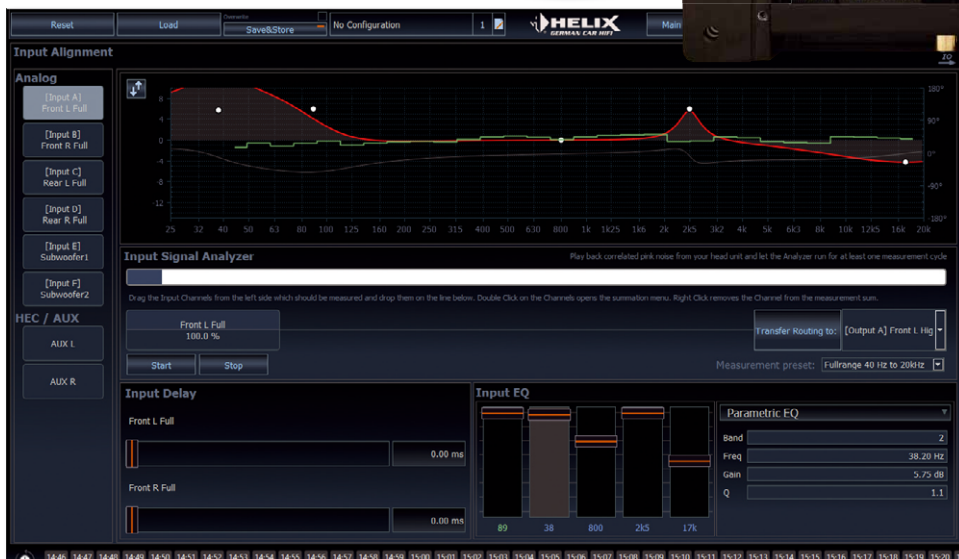 Reset
Load
Overwrite
Save&Store
No Configuration
1
HELIX
GERMAN CAR HIFI
Main
IO
Input Alignment
Analog
[Input A]
Front L Full
[Input B]
Front R Full
[Input C]
Rear L Full
[Input D]
Rear R Full
[Input E]
Subwoofer1
[Input F]
Subwoofer2
HEC / AUX
AUX L
AUX R
8
4
0
-4
-8
-12
180°
90°
0°
-90°
-180°
25 32 40 50 63 80 100 125 160 200 250 315 400 500 630 800 1k 1k25 1k6 2k 2k5 3k 4k 5k 6k3 8k 10k 12k5 16k 20k
Input Signal Analyzer
Play back correlated pink noise from your head unit and let the Analyzer run for at least one measurement cycle
Drag the Input Channels from the left side which should be measured and drop them on the line below. Double Click on the Channels opens the summation menu. Right Click removes the Channel from the measurement sum.
Front L Full
100.0 %
Transfer Routing to:
[Output A] Front L Hig
Start
Stop
Measurement preset:
Fullrange 40 Hz to 20kHz
Input Delay
Front L Full
0.00 ms
Front R Full
0.00 ms
Input EQ
89 38 800 2k5 17k
Parametric EQ
Band 2
Freq 38.20 Hz
Gain 5.75 dB
Q 1.1
14:46 14:47 14:48 14:49 14:50 14:51 14:52 14:53 14:54 14:55 14:56 14:57 14:58 14:59 15:00 15:01 15:02 15:03 15:04 15:05 15:06 15:07 15:08 15:09 15:10 15:11 15:12 15:13 15:14 15:15 15:16 15:17 15:18 15:19 15:20